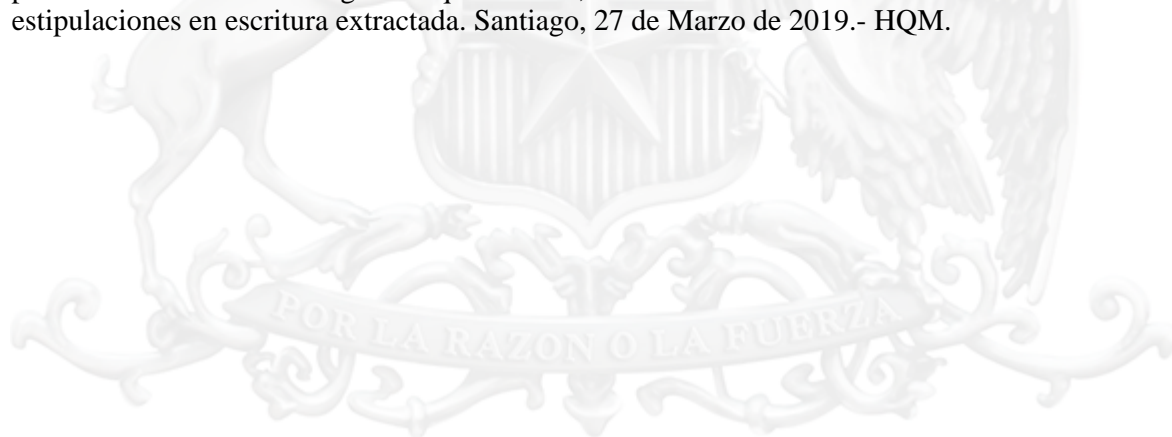 estipulaciones en escritura extractada. Santiago, 27 de Marzo de 2019.- HQM.
POR LA RAZON O LA FUERZA